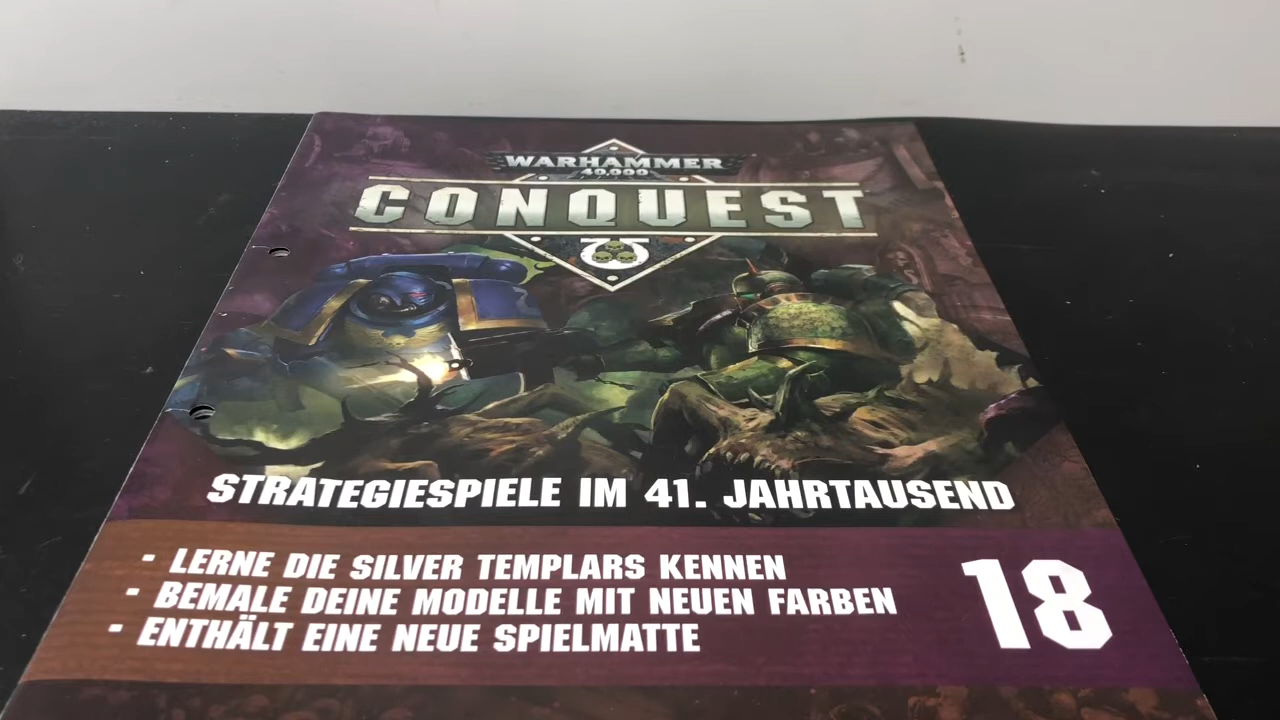 WARHAMMER
40,000
CONQUEST
STRATEGIESPIELE IM 41. JAHRTAUSEND
- LERNE DIE SILVER TEMPLARS KENNEN
- BEMALE DEINE MODELLE MIT NEUEN FARBEN
- ENTHÄLT EINE NEUE SPIELMATTE
18